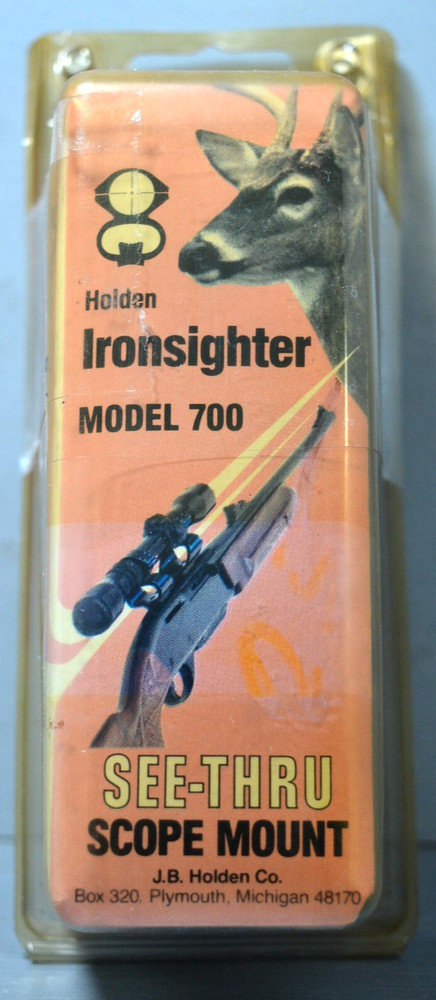 Holden
Ironsighter
MODEL 700
SEE-THRU
SCOPE MOUNT
J.B. Holden Co.
Box 320, Plymouth, Michigan 48170